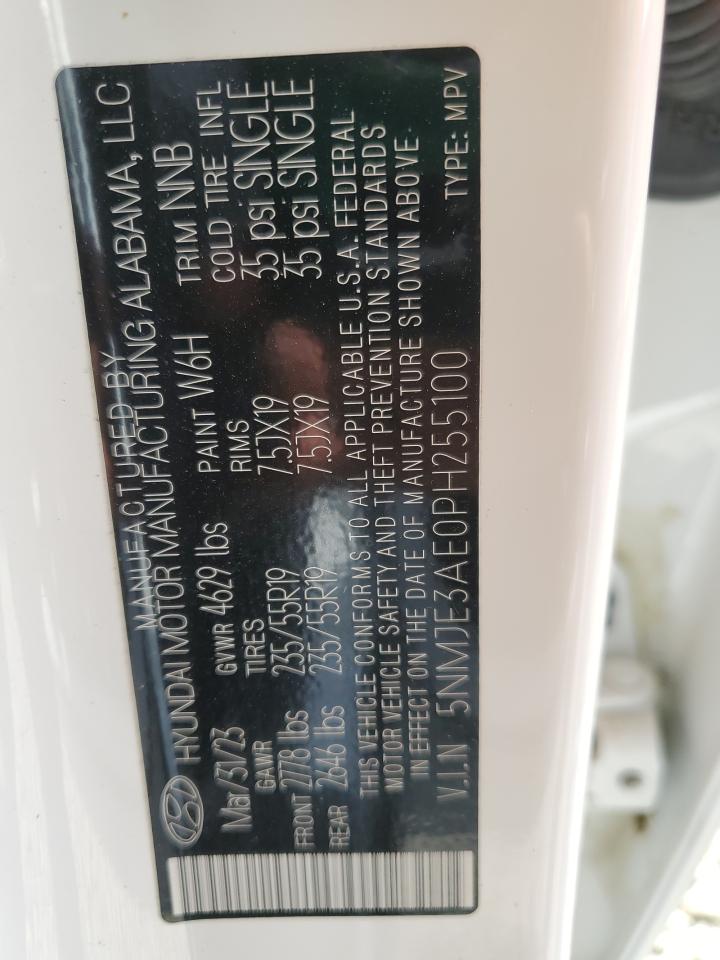 MANUFACTURED BY
HYUNDAI MOTOR MANUFACTURING ALABAMA, LLC
Mar/31/23 GVWR 4629 lbs PAINT W6H TRIM NNB
GAWR TIRES RIMS COLD TIRE INFL
FRONT 2778 lbs 235/55R19 7.5JX19 35 psi SINGLE
REAR 2646 lbs 235/55R19 7.5JX19 35 psi SINGLE
THIS VEHICLE CONFORMS TO ALL APPLICABLE U.S.A. FEDERAL
MOTOR VEHICLE SAFETY AND THEFT PREVENTION STANDARDS
IN EFFECT ON THE DATE OF MANUFACTURE SHOWN ABOVE
V.I.N 5NMJE3AE0PH255100 TYPE: MPV